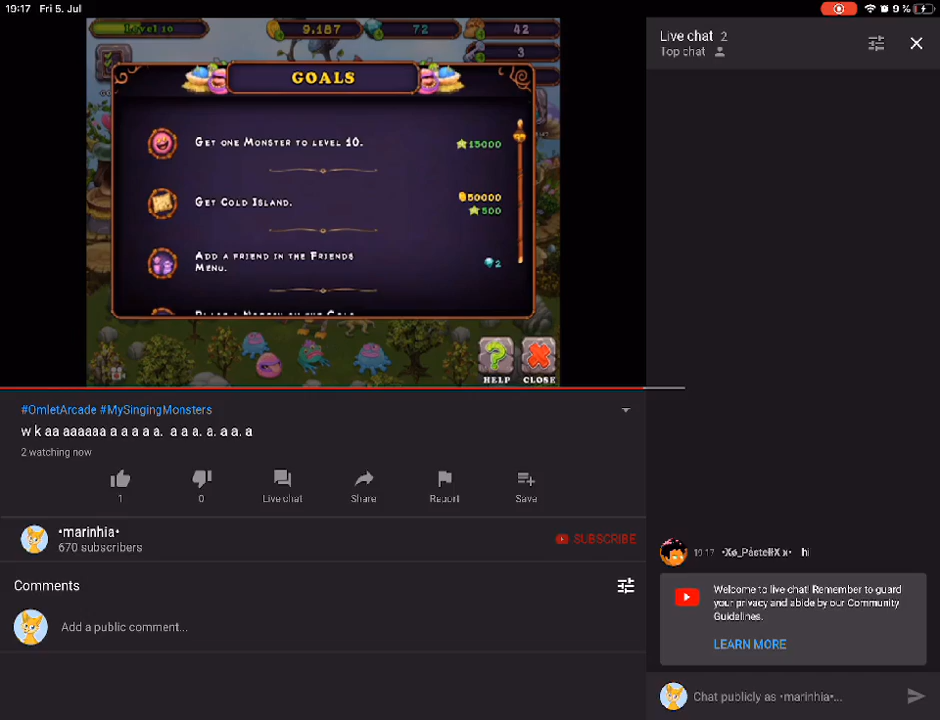 19:17 Fri 5. Jul
9 %
Level 10
9.187
72
42
3
GOALS
Get one Monster to level 10.
15000
Get Cold Island.
50000
500
Add a friend in the Friends
Menu.
2
HELP
CLOSE
#OmletArcade #MySingingMonsters
w k aa aaaaaa a a a a a. a a a. a. a a. a
2 watching now
1
0
Live chat
Share
Report
Save
•marinhia•
670 subscribers
SUBSCRIBE
Comments
Add a public comment...
Live chat 2
Top chat
19:17
hi
Welcome to live chat! Remember to guard
your privacy and abide by our Community
Guidelines.
LEARN MORE
Chat publicly as •marinhia•...